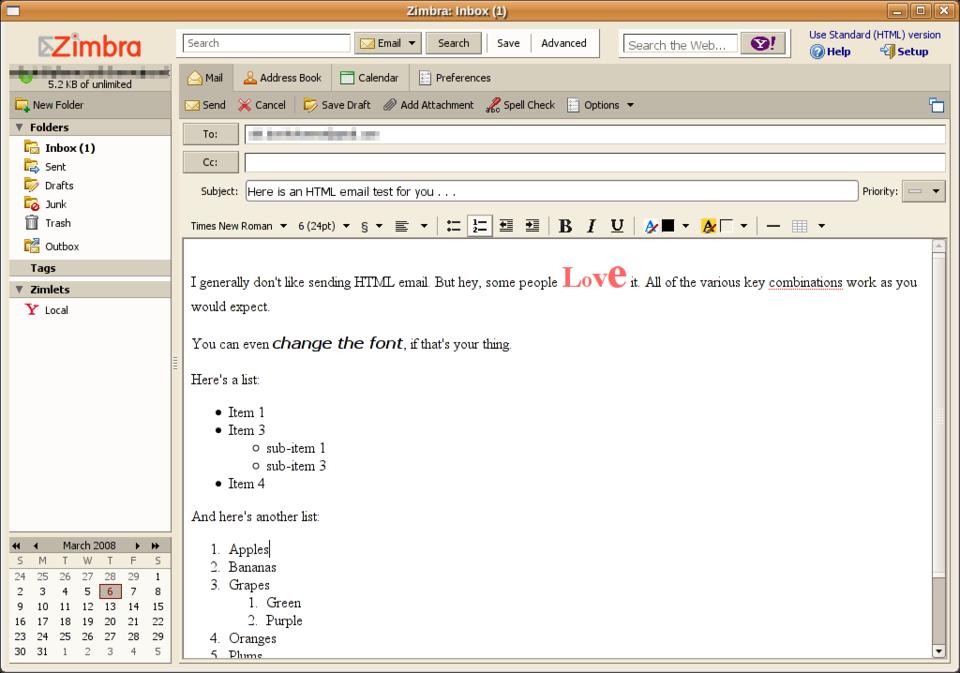 Zimbra: Inbox (1)
Zimbra
Search
Email
Search
Save
Advanced
Search the Web...
Y!
Use Standard (HTML) version
Help
Setup
5.2 KB of unlimited
Mail
Address Book
Calendar
Preferences
New Folder
Send
Cancel
Save Draft
Add Attachment
Spell Check
Options
Folders
Inbox (1)
Sent
Drafts
Junk
Trash
Outbox
Tags
Zimlets
Local
To:
Cc:
Subject:
Here is an HTML email test for you . . .
Priority:
Times New Roman
6 (24pt)
§
B
I
U
I generally don't like sending HTML email. But hey, some people Love it. All of the various key combinations work as you
would expect.
You can even change the font, if that's your thing.
Here's a list:
• Item 1
• Item 3
○ sub-item 1
○ sub-item 3
• Item 4
And here's another list:
1. Apples
2. Bananas
3. Grapes
1. Green
2. Purple
4. Oranges
5. Plums
March 2008
S M T W T F S
24 25 26 27 28 29 1
2 3 4 5 6 7 8
9 10 11 12 13 14 15
16 17 18 19 20 21 22
23 24 25 26 27 28 29
30 31 1 2 3 4 5